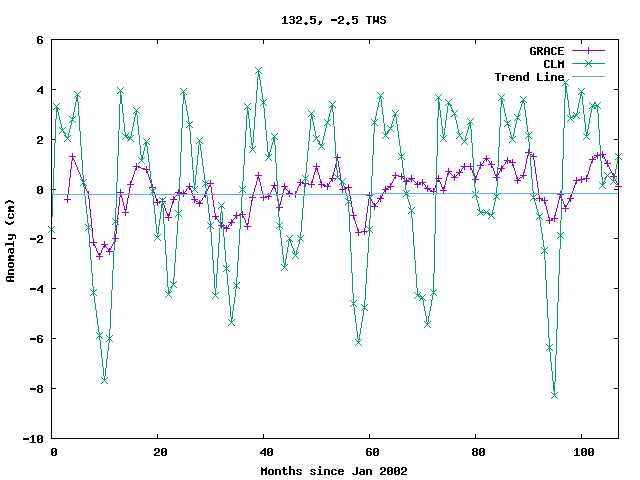 132.5, -2.5 TWS
GRACE
CLM
Trend Line
6
4
2
0
-2
-4
-6
-8
-10
Anomaly (cm)
0 20 40 60 80 100
Months since Jan 2002